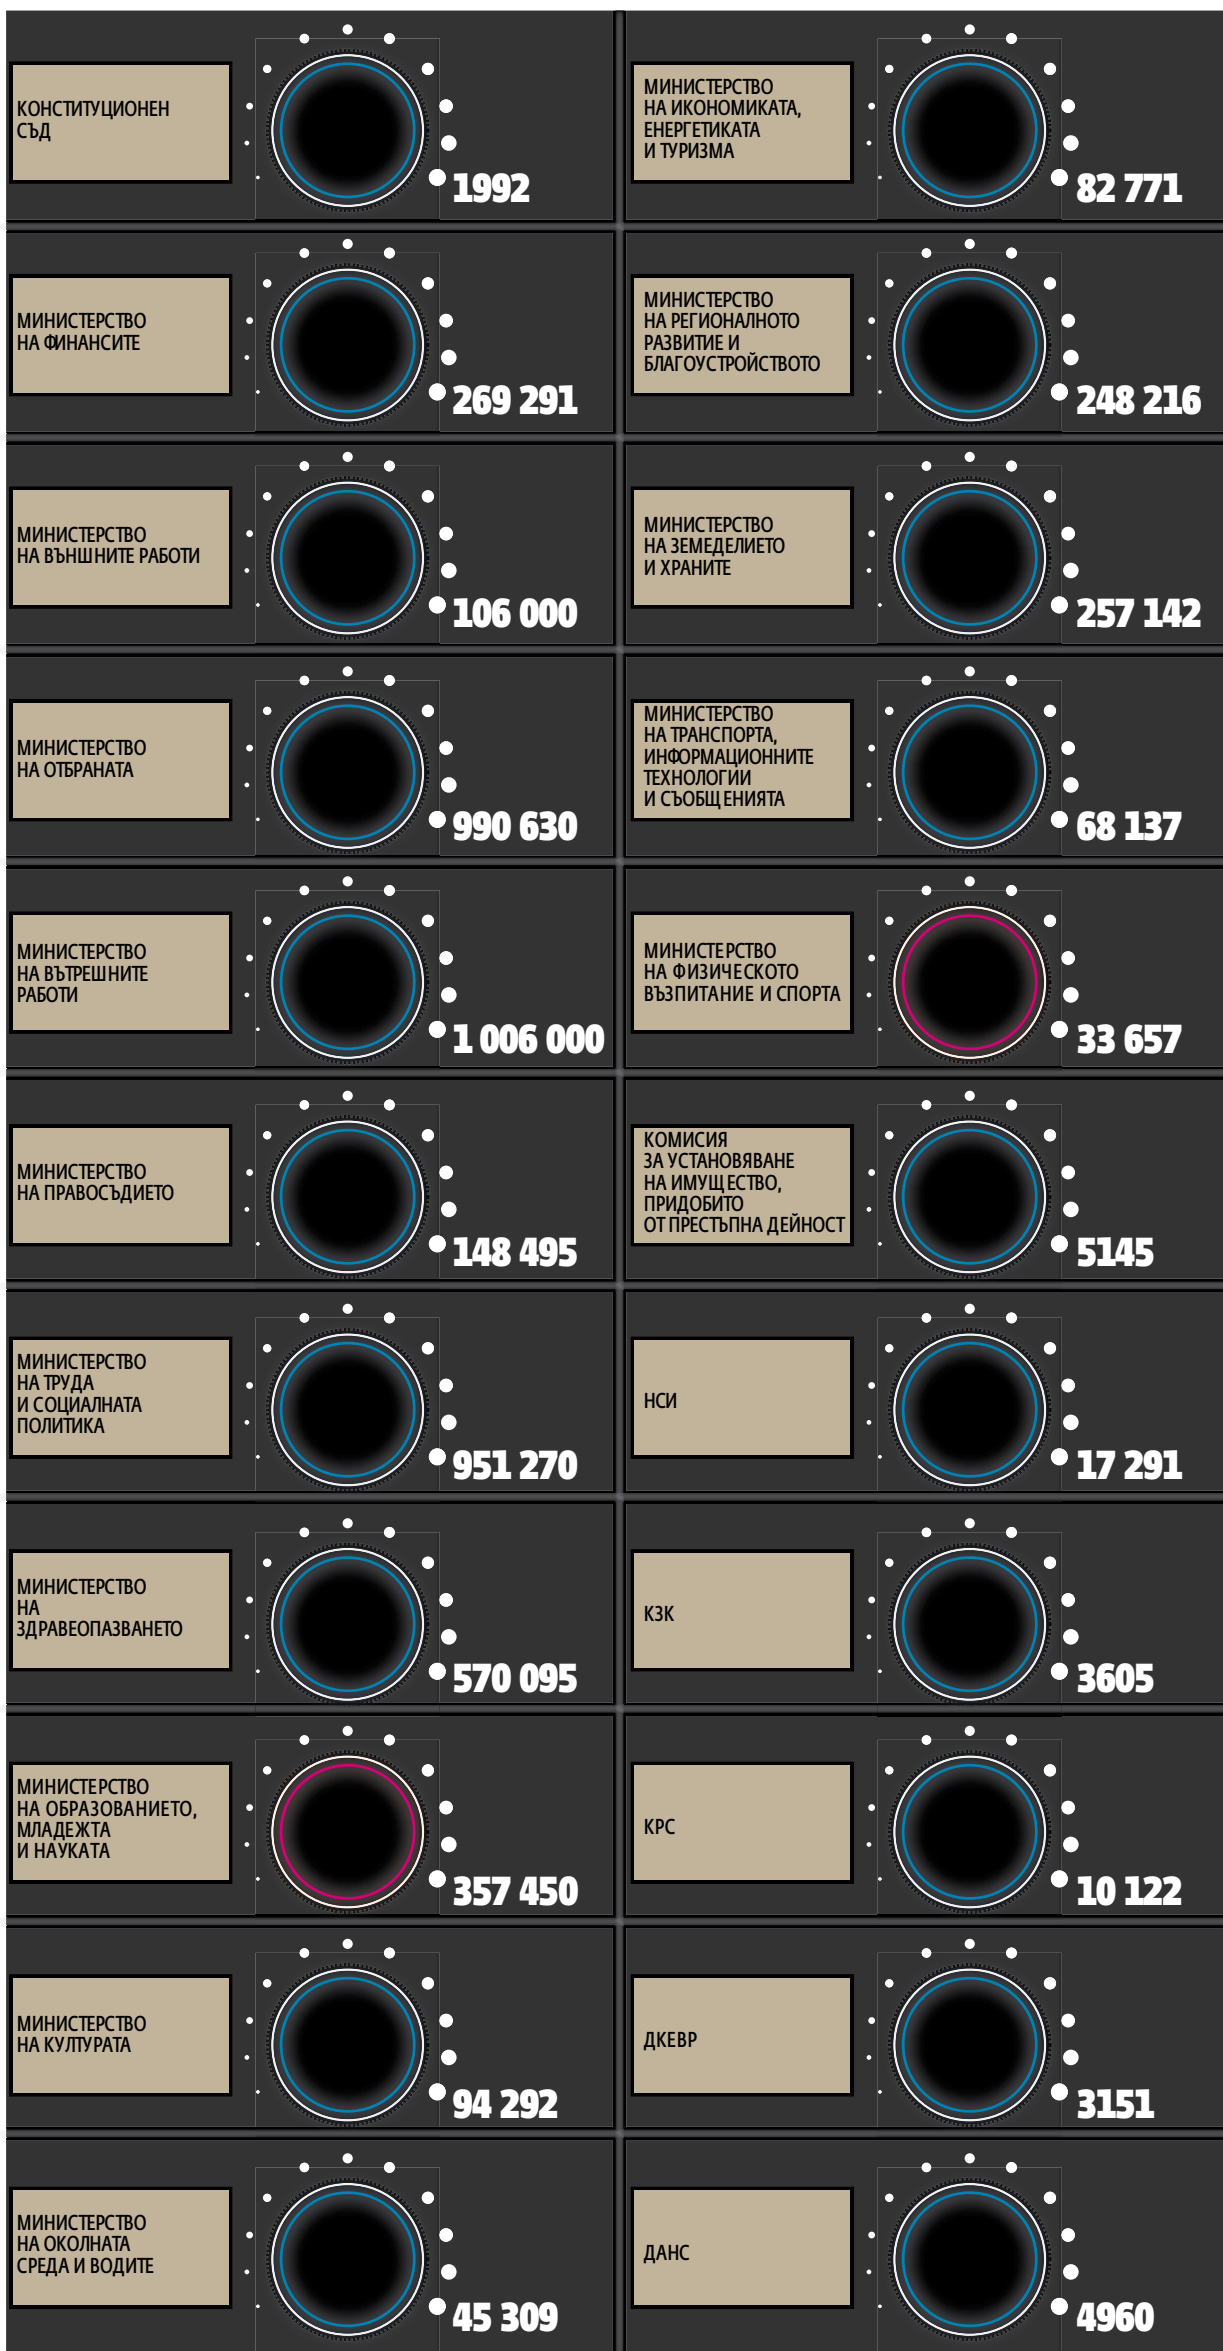 КОНСТИТУЦИОНЕН
СЪД
1992
МИНИСТЕРСТВО
НА ФИНАНСИТЕ
269 291
МИНИСТЕРСТВО
НА ВЪНШНИТЕ РАБОТИ
106 000
МИНИСТЕРСТВО
НА ОТБРАНАТА
990 630
МИНИСТЕРСТВО
НА ВЪТРЕШНИТЕ
РАБОТИ
1 006 000
МИНИСТЕРСТВО
НА ПРАВОСЪДИЕТО
148 495
МИНИСТЕРСТВО
НА ТРУДА
И СОЦИАЛНАТА
ПОЛИТИКА
951 270
МИНИСТЕРСТВО
НА
ЗДРАВЕОПАЗВАНЕТО
570 095
МИНИСТЕРСТВО
НА ОБРАЗОВАНИЕТО,
МЛАДЕЖТА
И НАУКАТА
357 450
МИНИСТЕРСТВО
НА КУЛТУРАТА
94 292
МИНИСТЕРСТВО
НА ОКОЛНАТА
СРЕДА И ВОДИТЕ
45 309
МИНИСТЕРСТВО
НА ИКОНОМИКАТА,
ЕНЕРГЕТИКАТА
И ТУРИЗМА
82 771
МИНИСТЕРСТВО
НА РЕГИОНАЛНОТО
РАЗВИТИЕ И
БЛАГОУСТРОЙСТВОТО
248 216
МИНИСТЕРСТВО
НА ЗЕМЕДЕЛИЕТО
И ХРАНИТЕ
257 142
МИНИСТЕРСТВО
НА ТРАНСПОРТА,
ИНФОРМАЦИОННИТЕ
ТЕХНОЛОГИИ
И СЪОБЩЕНИЯТА
68 137
МИНИСТЕРСТВО
НА ФИЗИЧЕСКОТО
ВЪЗПИТАНИЕ И СПОРТА
33 657
КОМИСИЯ
ЗА УСТАНОВЯВАНЕ
НА ИМУЩЕСТВО,
ПРИДОБИТО
ОТ ПРЕСТЪПНА ДЕЙНОСТ
5145
НСИ
17 291
КЗК
3605
КРС
10 122
ДКЕВР
3151
ДАНС
4960